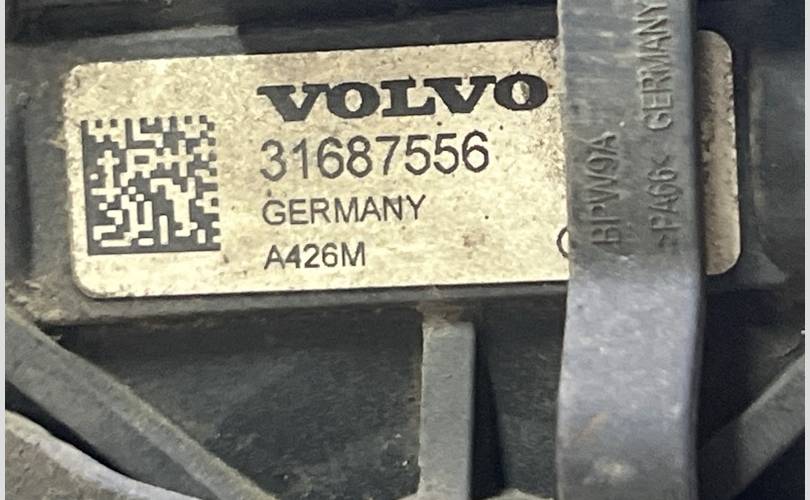 VOLVO
31687556
GERMANY
A426M
BPW9A
>PA66< GERMANY